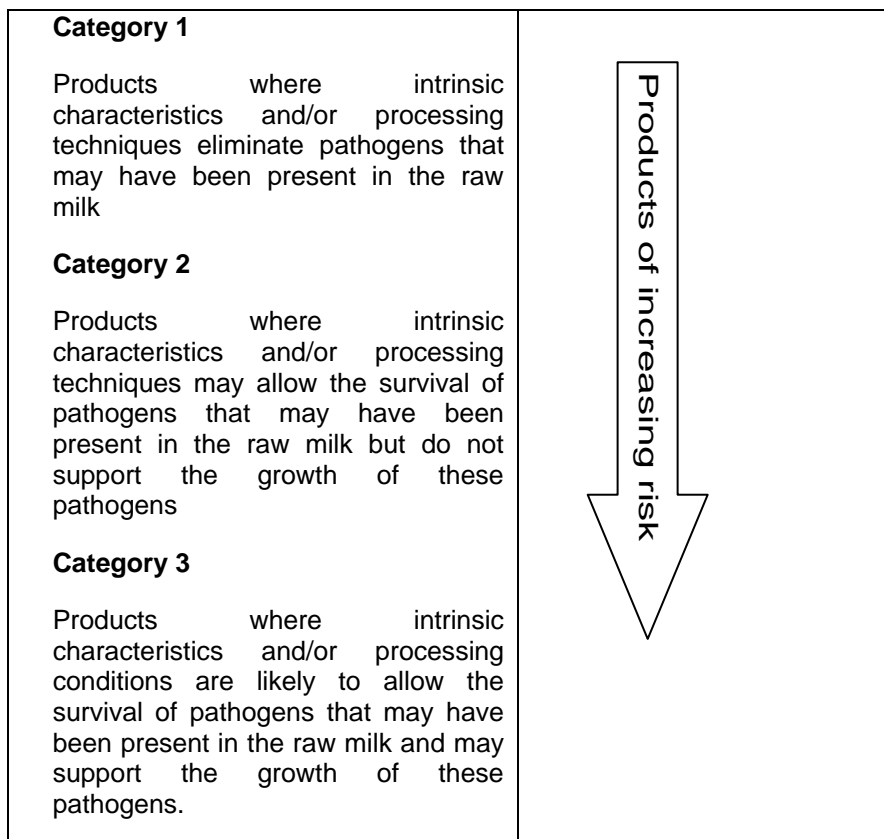 Category 1
Products where intrinsic
characteristics and/or processing
techniques eliminate pathogens that
may have been present in the raw
milk
Category 2
Products where intrinsic
characteristics and/or processing
techniques may allow the survival of
pathogens that may have been
present in the raw milk but do not
support the growth of these
pathogens
Category 3
Products where intrinsic
characteristics and/or processing
conditions are likely to allow the
survival of pathogens that may have
been present in the raw milk and may
support the growth of these
pathogens.
Products of increasing risk